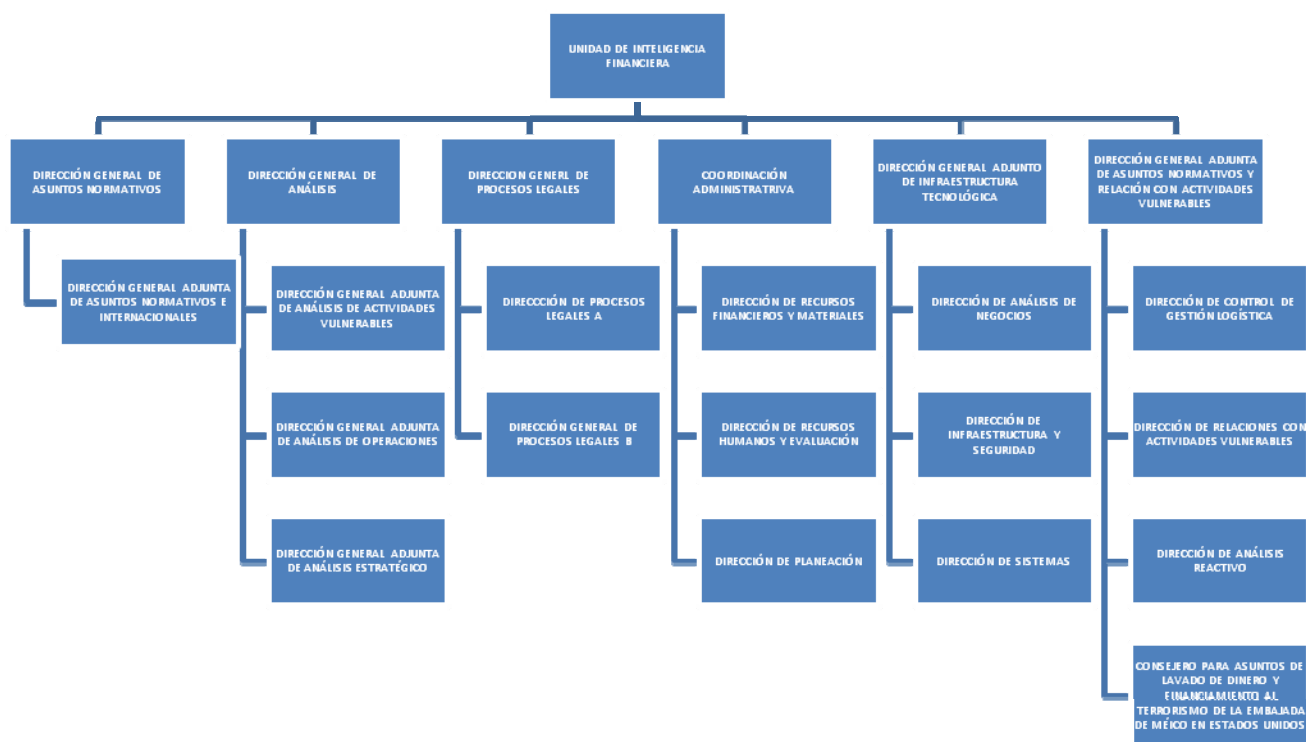 UNIDAD DE INTELIGENCIA
FINANCIERA
DIRECCIÓN GENERAL DE
ASUNTOS NORMATIVOS
DIRECCIÓN GENERAL DE
ANÁLISIS
DIRECCION GENERL DE
PROCESOS LEGALES
COORDINACIÓN
ADMINISTRATRIVA
DIRECCIÓN GENERAL ADJUNTO
DE INFRAESTRUCTURA
TECNOLÓGICA
DIRECCIÓN GENERAL ADJUNTA
DE ASUNTOS NORMATIVOS Y
RELACIÓN CON ACTIVIDADES
VULNERABLES
DIRECCIÓN GENERAL ADJUNTA
DE ASUNTOS NORMATIVOS E
INTERNACIONALES
DIRECCIÓN GENERAL ADJUNTA
DE ANÁLISIS DE ACTIVIDADES
VULNERABLES
DIRECCIÓN GENERAL ADJUNTA
DE ANÁLISIS DE OPERACIONES
DIRECCIÓN GENERAL ADJUNTA
DE ANÁLISIS ESTRATÉGICO
DIRECCCIÓN DE PROCESOS
LEGALES A
DIRECCIÓN GENERAL DE
PROCESOS LEGALES B
DIRECCIÓN DE RECURSOS
FINANCIEROS Y MATERIALES
DIRECCIÓN DE RECURSOS
HUMANOS Y EVALUACIÓN
DIRECCIÓN DE PLANEACIÓN
DIRECCIÓN DE ANÁLISIS DE
NEGOCIOS
DIRECCIÓN DE
INFRAESTRUCTURA Y
SEGURIDAD
DIRECCIÓN DE SISTEMAS
DIRECCIÓN DE CONTROL DE
GESTIÓN LOGÍSTICA
DIRECCIÓN DE RELACIONES CON
ACTIVIDADES VULNERABLES
DIRECCIÓN DE ANÁLISIS
REACTIVO
CONSEJERO PARA ASUNTOS DE
LAVADO DE DINERO Y
FINANCIAMIENTO AL
TERRORISMO DE LA EMBAJADA
DE MÉICO EN ESTADOS UNIDOS